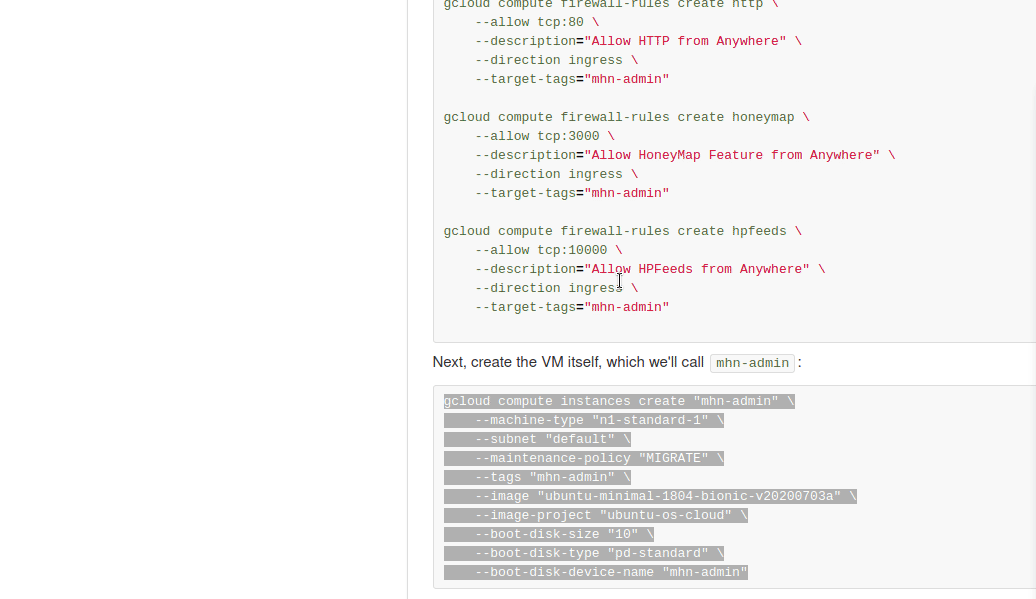 gcloud compute firewall-rules create http \
    --allow tcp:80 \
    --description="Allow HTTP from Anywhere" \
    --direction ingress \
    --target-tags="mhn-admin"
gcloud compute firewall-rules create honeymap \
    --allow tcp:3000 \
    --description="Allow HoneyMap Feature from Anywhere" \
    --direction ingress \
    --target-tags="mhn-admin"
gcloud compute firewall-rules create hpfeeds \
    --allow tcp:10000 \
    --description="Allow HPFeeds from Anywhere" \
    --direction ingress \
    --target-tags="mhn-admin"
Next, create the VM itself, which we'll call mhn-admin :
gcloud compute instances create "mhn-admin" \
    --machine-type "n1-standard-1" \
    --subnet "default" \
    --maintenance-policy "MIGRATE" \
    --tags "mhn-admin" \
    --image "ubuntu-minimal-1804-bionic-v20200703a" \
    --image-project "ubuntu-os-cloud" \
    --boot-disk-size "10" \
    --boot-disk-type "pd-standard" \
    --boot-disk-device-name "mhn-admin"